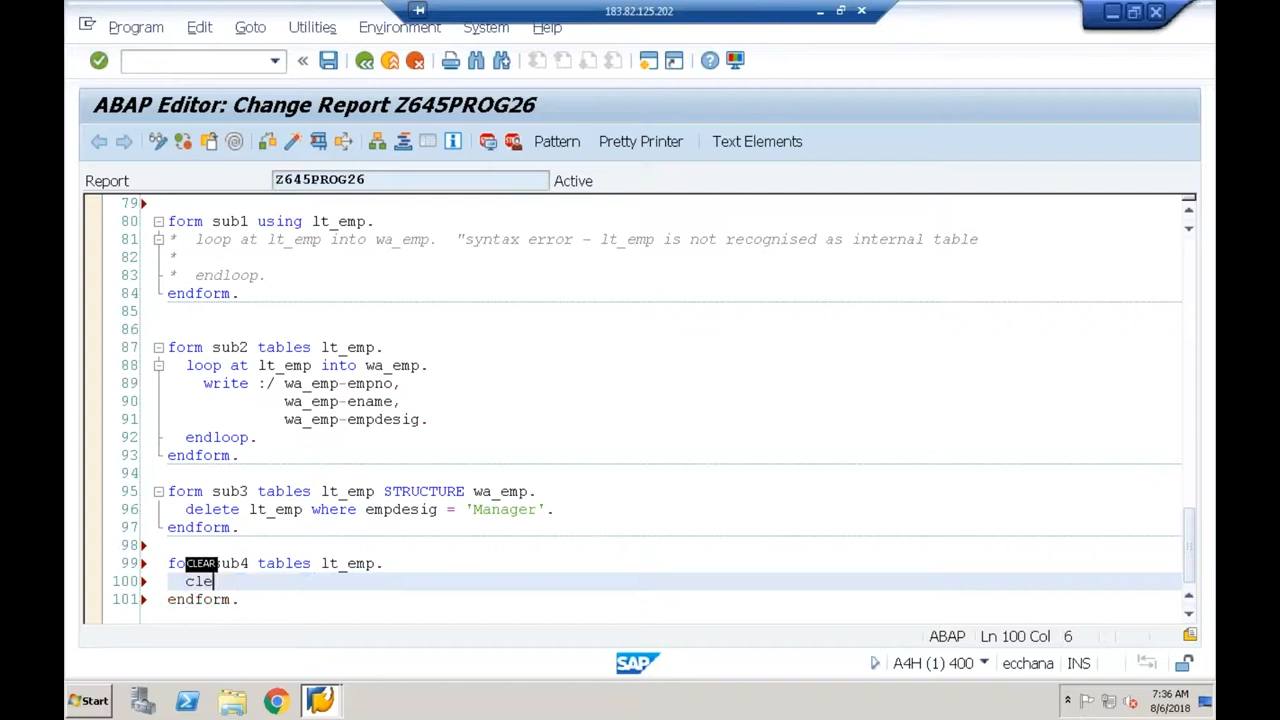 183.82.125.202
Program Edit Goto Utilities Environment System Help
ABAP Editor: Change Report Z645PROG26
Pattern Pretty Printer Text Elements
Report Z645PROG26 Active
79
80 form sub1 using lt_emp.
81 * loop at lt_emp into wa_emp. "syntax error - lt_emp is not recognised as internal table
82 *
83 * endloop.
84 endform.
85
86
87 form sub2 tables lt_emp.
88 loop at lt_emp into wa_emp.
89 write :/ wa_emp-empno,
90 wa_emp-ename,
91 wa_emp-empdesig.
92 endloop.
93 endform.
94
95 form sub3 tables lt_emp STRUCTURE wa_emp.
96 delete lt_emp where empdesig = 'Manager'.
97 endform.
98
99 fo CLEAR sub4 tables lt_emp.
100 cle
101 endform.
ABAP Ln 100 Col 6
SAP A4H (1) 400 ecchana INS
Start 7:36 AM
8/6/2018